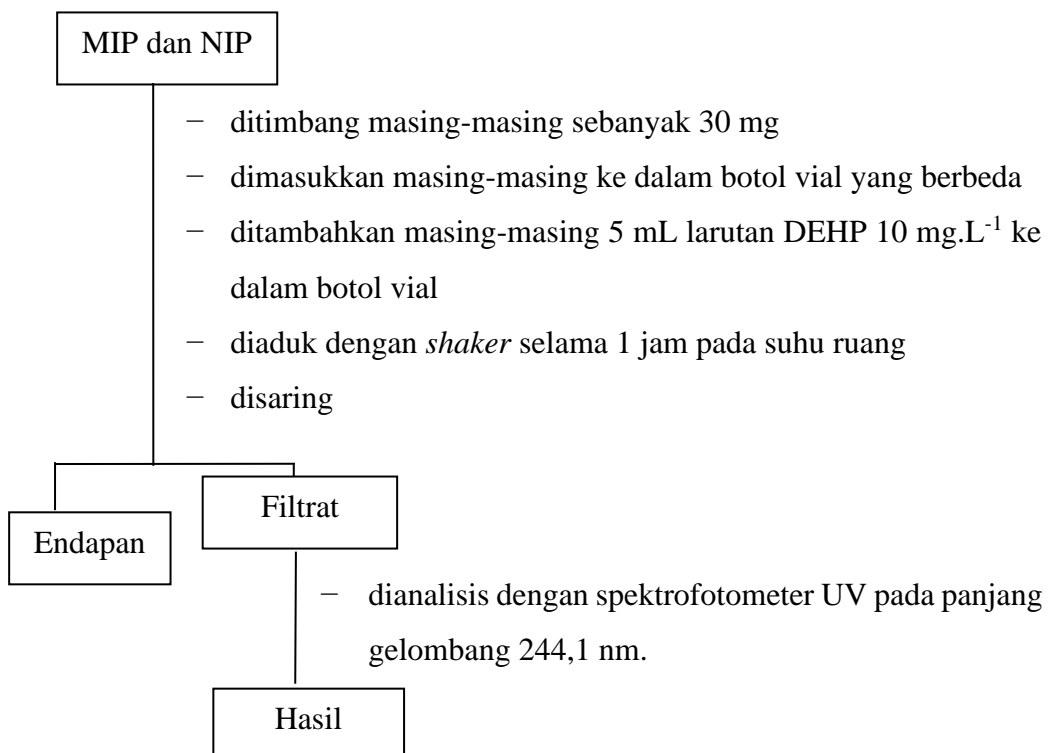 MIP dan NIP
− ditimbang masing-masing sebanyak 30 mg
− dimasukkan masing-masing ke dalam botol vial yang berbeda
− ditambahkan masing-masing 5 mL larutan DEHP 10 mg.L⁻¹ ke
dalam botol vial
− diaduk dengan shaker selama 1 jam pada suhu ruang
− disaring
Endapan
Filtrat
− dianalisis dengan spektrofotometer UV pada panjang
gelombang 244,1 nm.
Hasil